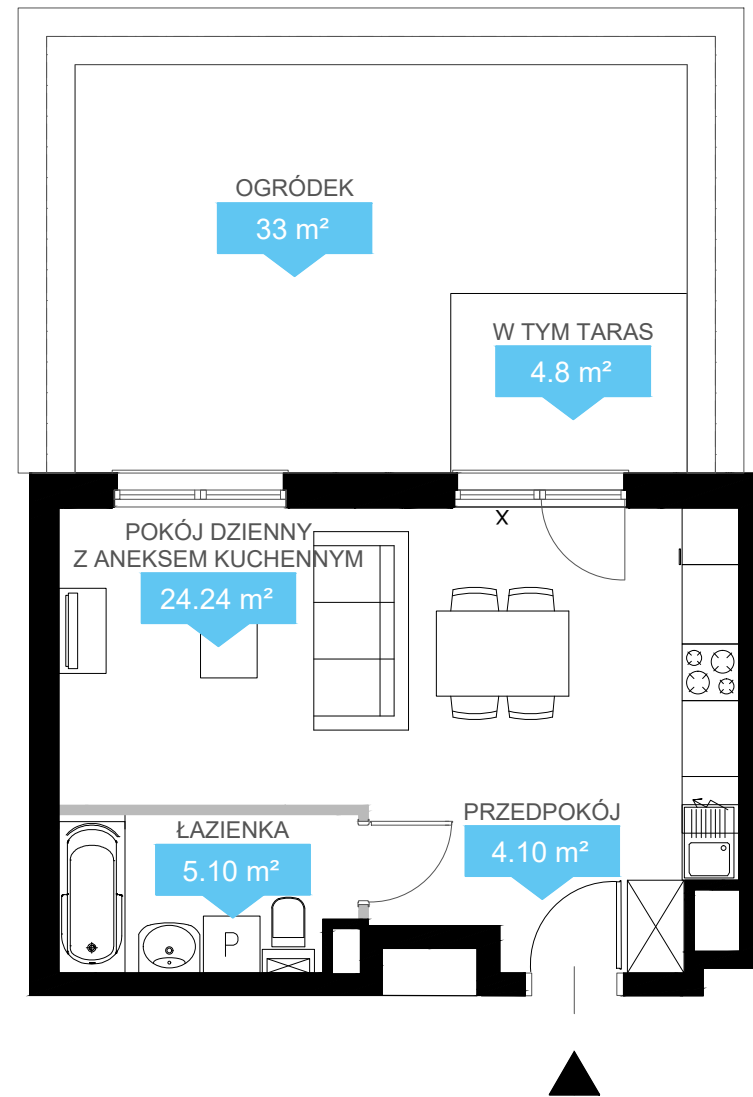 OGRÓDEK
33 m²
W TYM TARAS
4.8 m²
X
POKÓJ DZIENNY
Z ANEKSEM KUCHENNYM
24.24 m²
PRZEDPOKÓJ
4.10 m²
ŁAZIENKA
5.10 m²
P